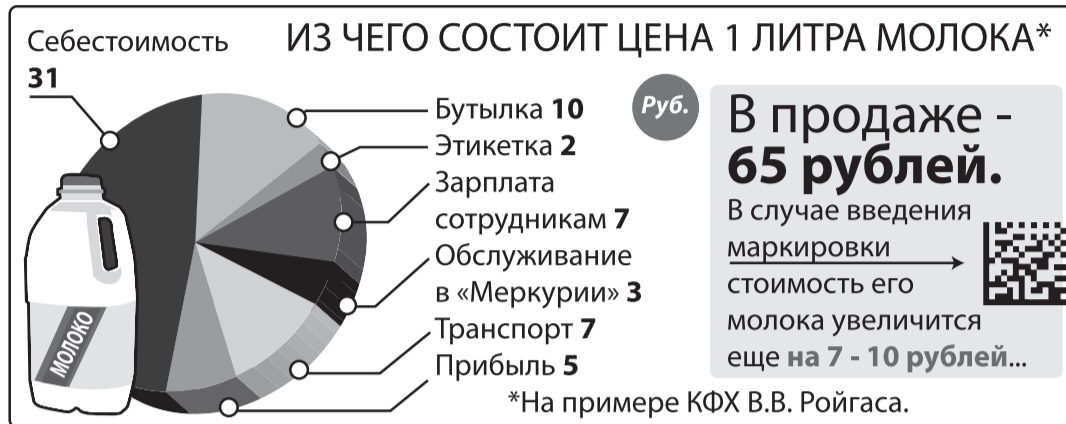 ИЗ ЧЕГО СОСТОИТ ЦЕНА 1 ЛИТРА МОЛОКА*
Себестоимость
31
Бутылка 10
Этикетка 2
Зарплата
сотрудникам 7
Обслуживание
в «Меркурии» 3
Транспорт 7
Прибыль 5
МОЛОКО
Руб.
В продаже -
65 рублей.
В случае введения
маркировки
стоимость его
молока увеличится
еще на 7 - 10 рублей...
*На примере КФХ В.В. Ройгаса.